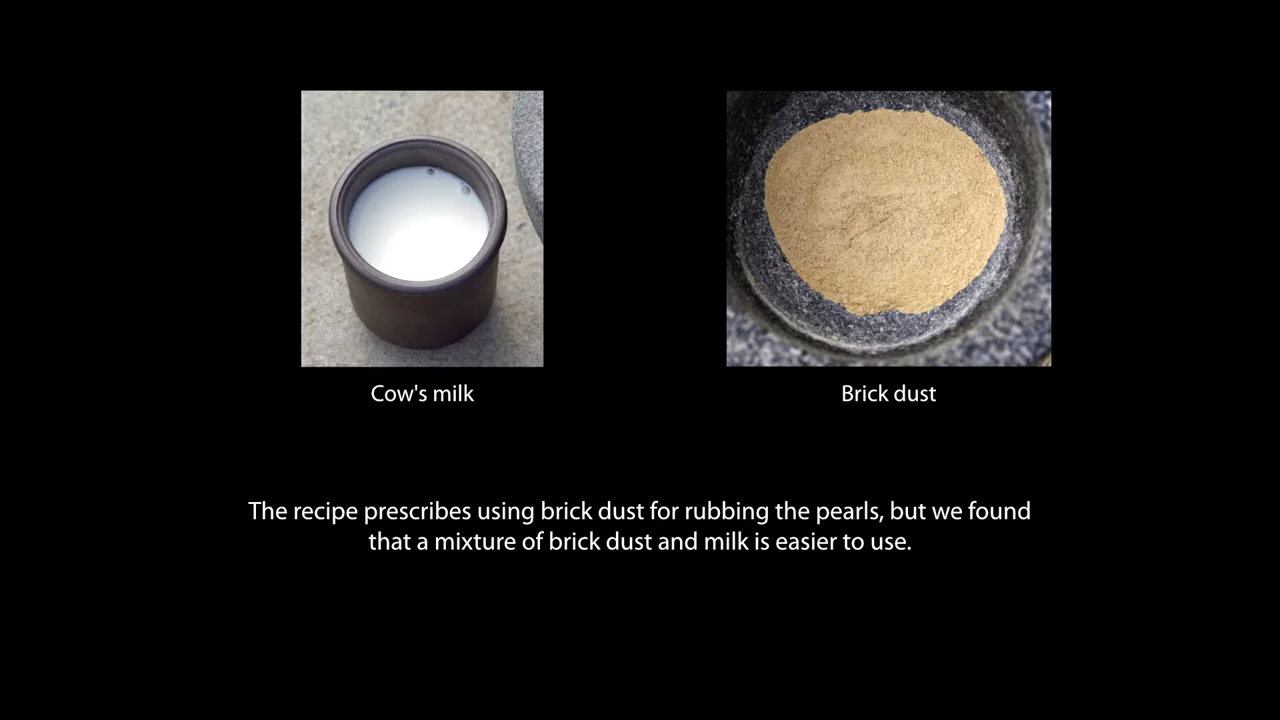 Cow's milk
Brick dust
The recipe prescribes using brick dust for rubbing the pearls, but we found
that a mixture of brick dust and milk is easier to use.